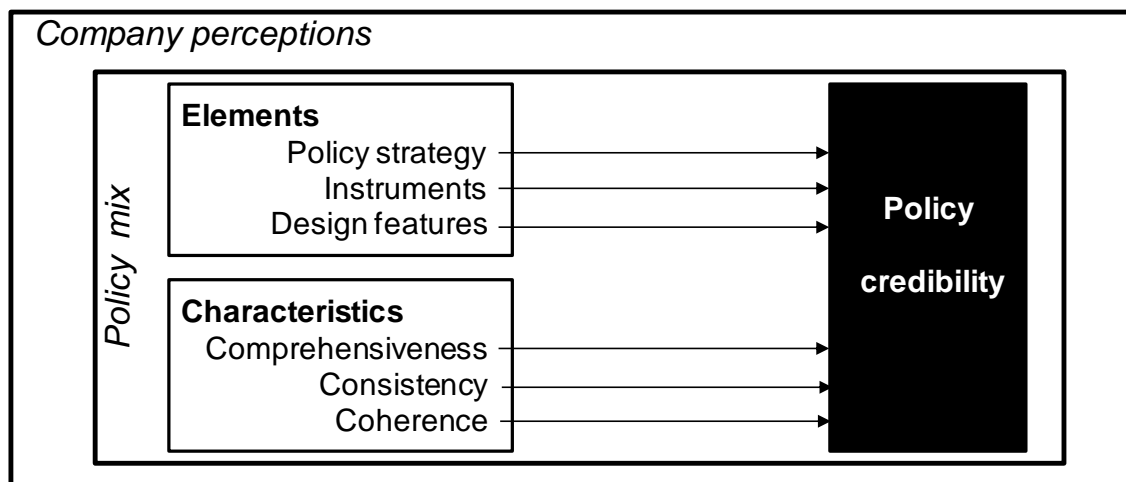 Company perceptions
Policy mix
Elements
Policy strategy
Instruments
Design features
Characteristics
Comprehensiveness
Consistency
Coherence
Policy
credibility